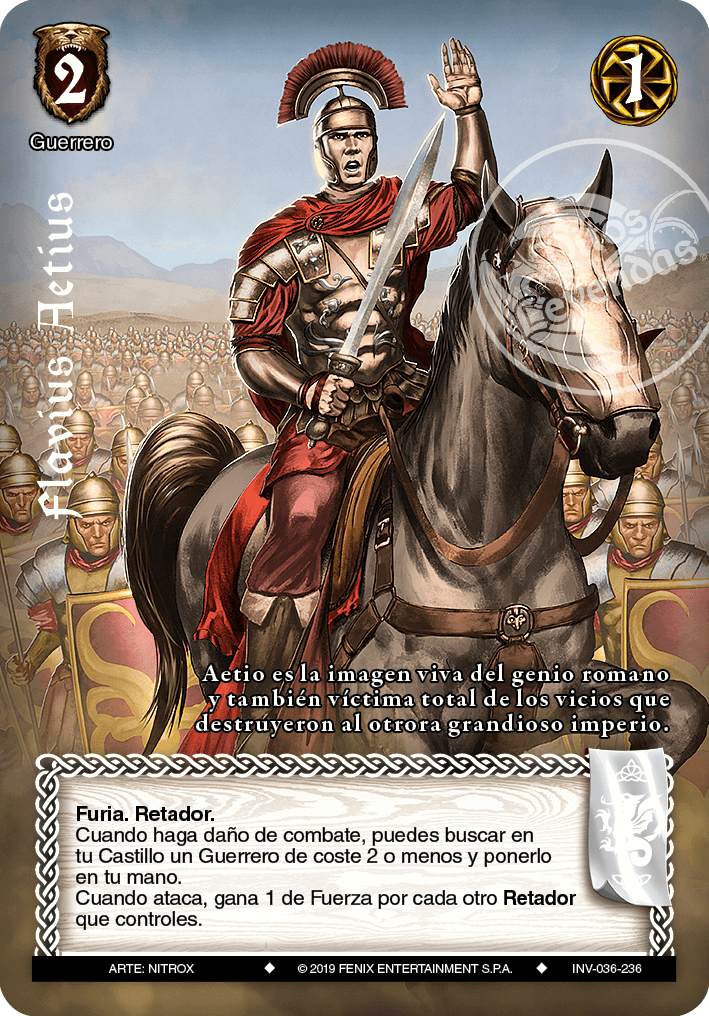 2
1
Guerrero
Mitos
Leyendas
Flavius Aetius
Aetio es la imagen viva del genio romano
y también víctima total de los vicios que
destruyeron al otrora grandioso imperio.
Furia. Retador.
Cuando haga daño de combate, puedes buscar en
tu Castillo un Guerrero de coste 2 o menos y ponerlo
en tu mano.
Cuando ataca, gana 1 de Fuerza por cada otro Retador
que controles.
ARTE: NITROX ◆ © 2019 FENIX ENTERTAINMENT S.P.A. ◆ INV-036-236